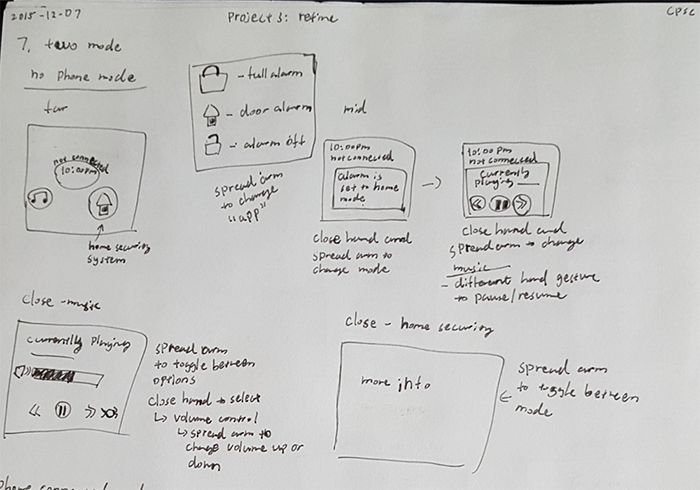 2015-12-07
Project 3: refine
CPSC
7. two mode
no phone mode
far
not connected
10:00pm
home security
system
- full alarm
- door alarm
- alarm off
spread arm
to change
"app"
mid
10:00pm
not connected
alarm is
set to home
mode
close hand and
spread arm to
change mode
10:00pm
not connected
currently
playing
close hand and
spread arm to change
music
- different hand gesture
to pause/resume
close - music
currently playing
spread arm
to toggle between
options
close hand to select
↳ volume control
↳ spread arm to
change volume up or
down
close - home security
more info
spread arm
to toggle between
mode
phone connected